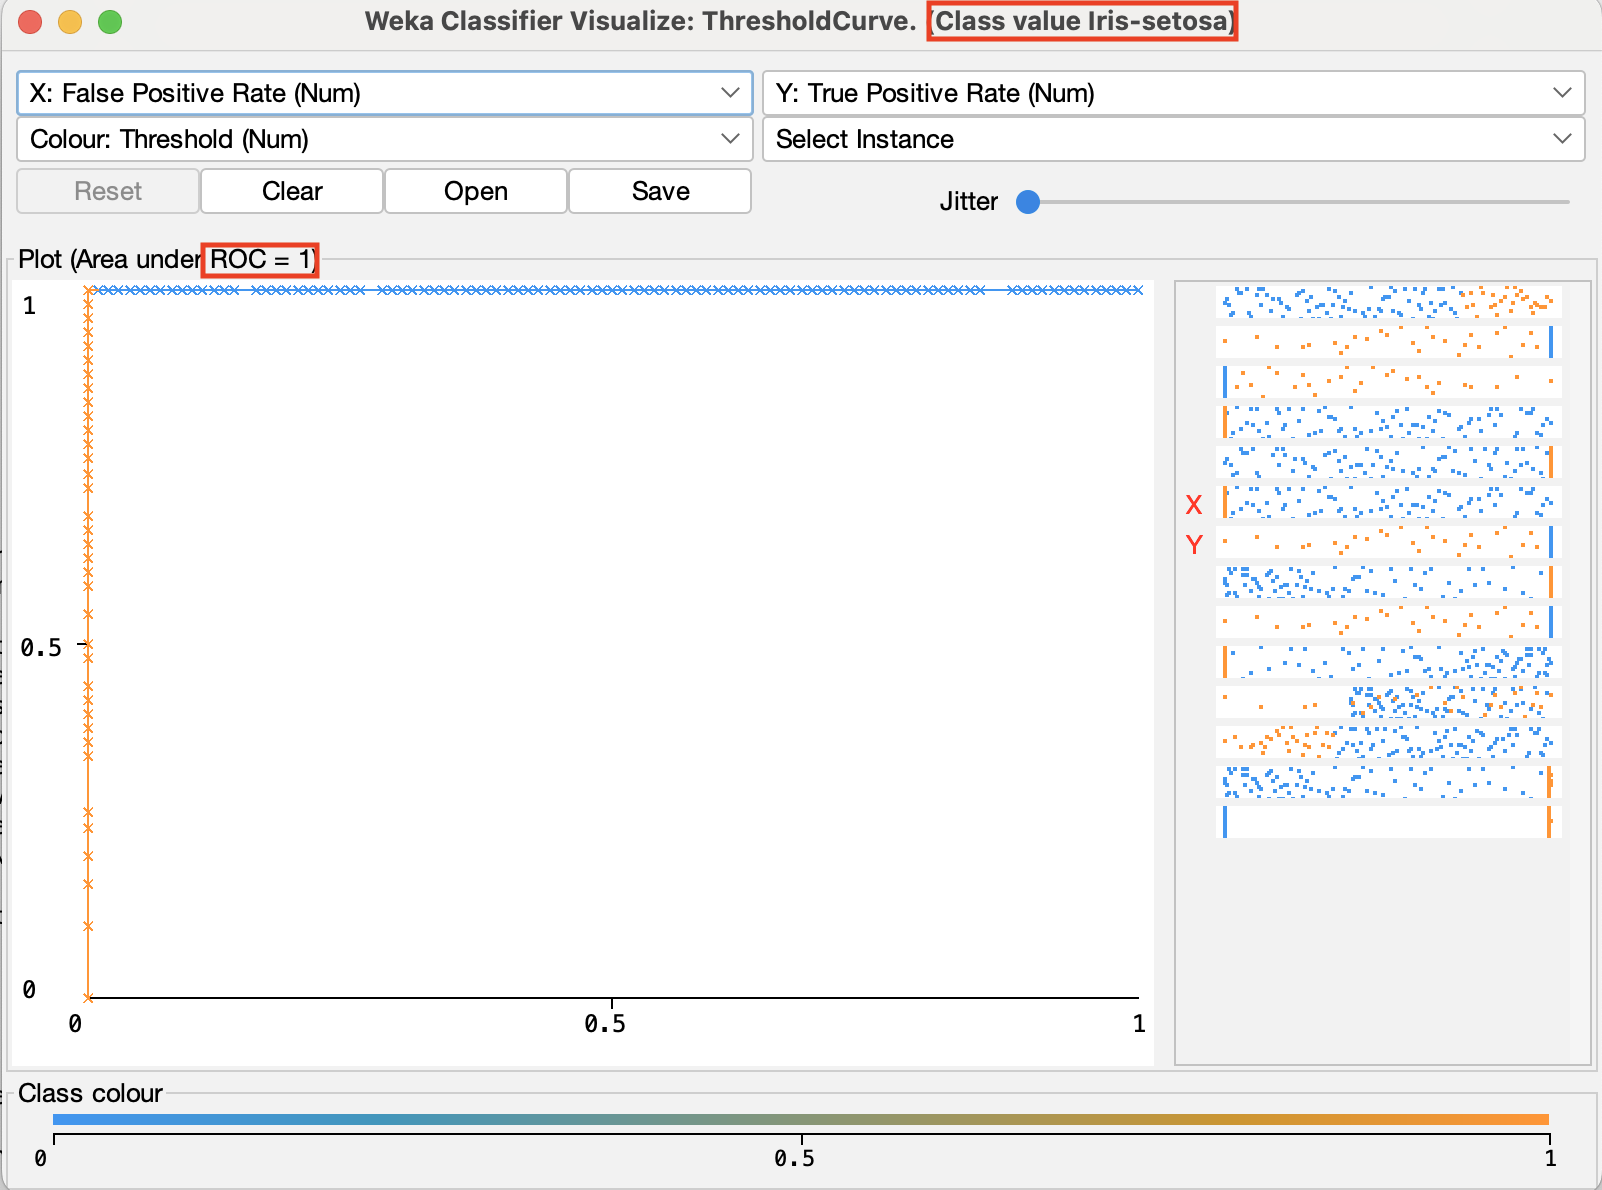 Weka Classifier Visualize: ThresholdCurve. (Class value Iris-setosa)
X: False Positive Rate (Num)
Y: True Positive Rate (Num)
Colour: Threshold (Num)
Select Instance
Reset
Clear
Open
Save
Jitter
Plot (Area under ROC = 1)
1
0.5
0
0
0.5
1
X
Y
Class colour
0
0.5
1